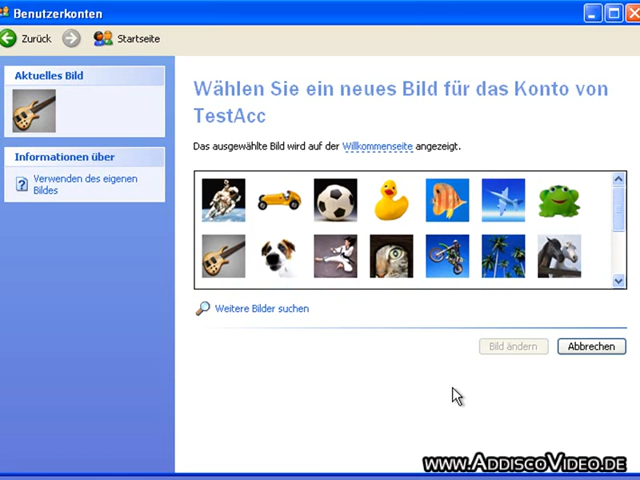 Benutzerkonten
Zurück
Startseite
Aktuelles Bild
Informationen über
Verwenden des eigenen
Bildes
Wählen Sie ein neues Bild für das Konto von
TestAcc
Das ausgewählte Bild wird auf der Willkommenseite angezeigt.
Weitere Bilder suchen
Bild ändern
Abbrechen
www.AddiscoVideo.de